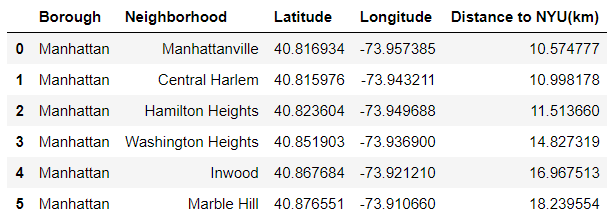 Borough Neighborhood Latitude Longitude Distance to NYU(km)
0 Manhattan Manhattanville 40.816934 -73.957385 10.574777
1 Manhattan Central Harlem 40.815976 -73.943211 10.998178
2 Manhattan Hamilton Heights 40.823604 -73.949688 11.513660
3 Manhattan Washington Heights 40.851903 -73.936900 14.827319
4 Manhattan Inwood 40.867684 -73.921210 16.967513
5 Manhattan Marble Hill 40.876551 -73.910660 18.239554